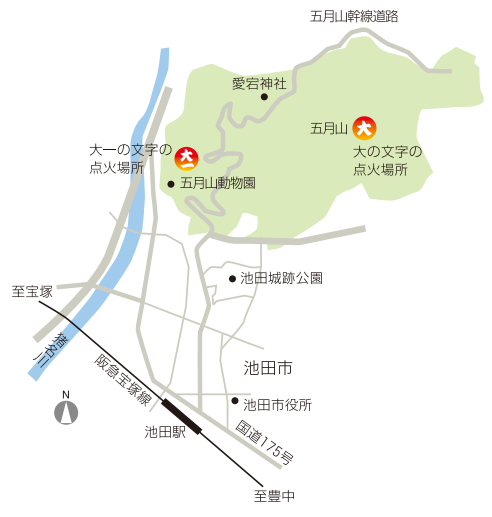 五月山幹線道路
愛宕神社
五月山
大
大一の文字の
点火場所
大一
大の文字の
点火場所
五月山動物園
池田城跡公園
至宝塚
猪名川
阪急宝塚線
池田市
N
池田市役所
池田駅
国道175号
至豊中